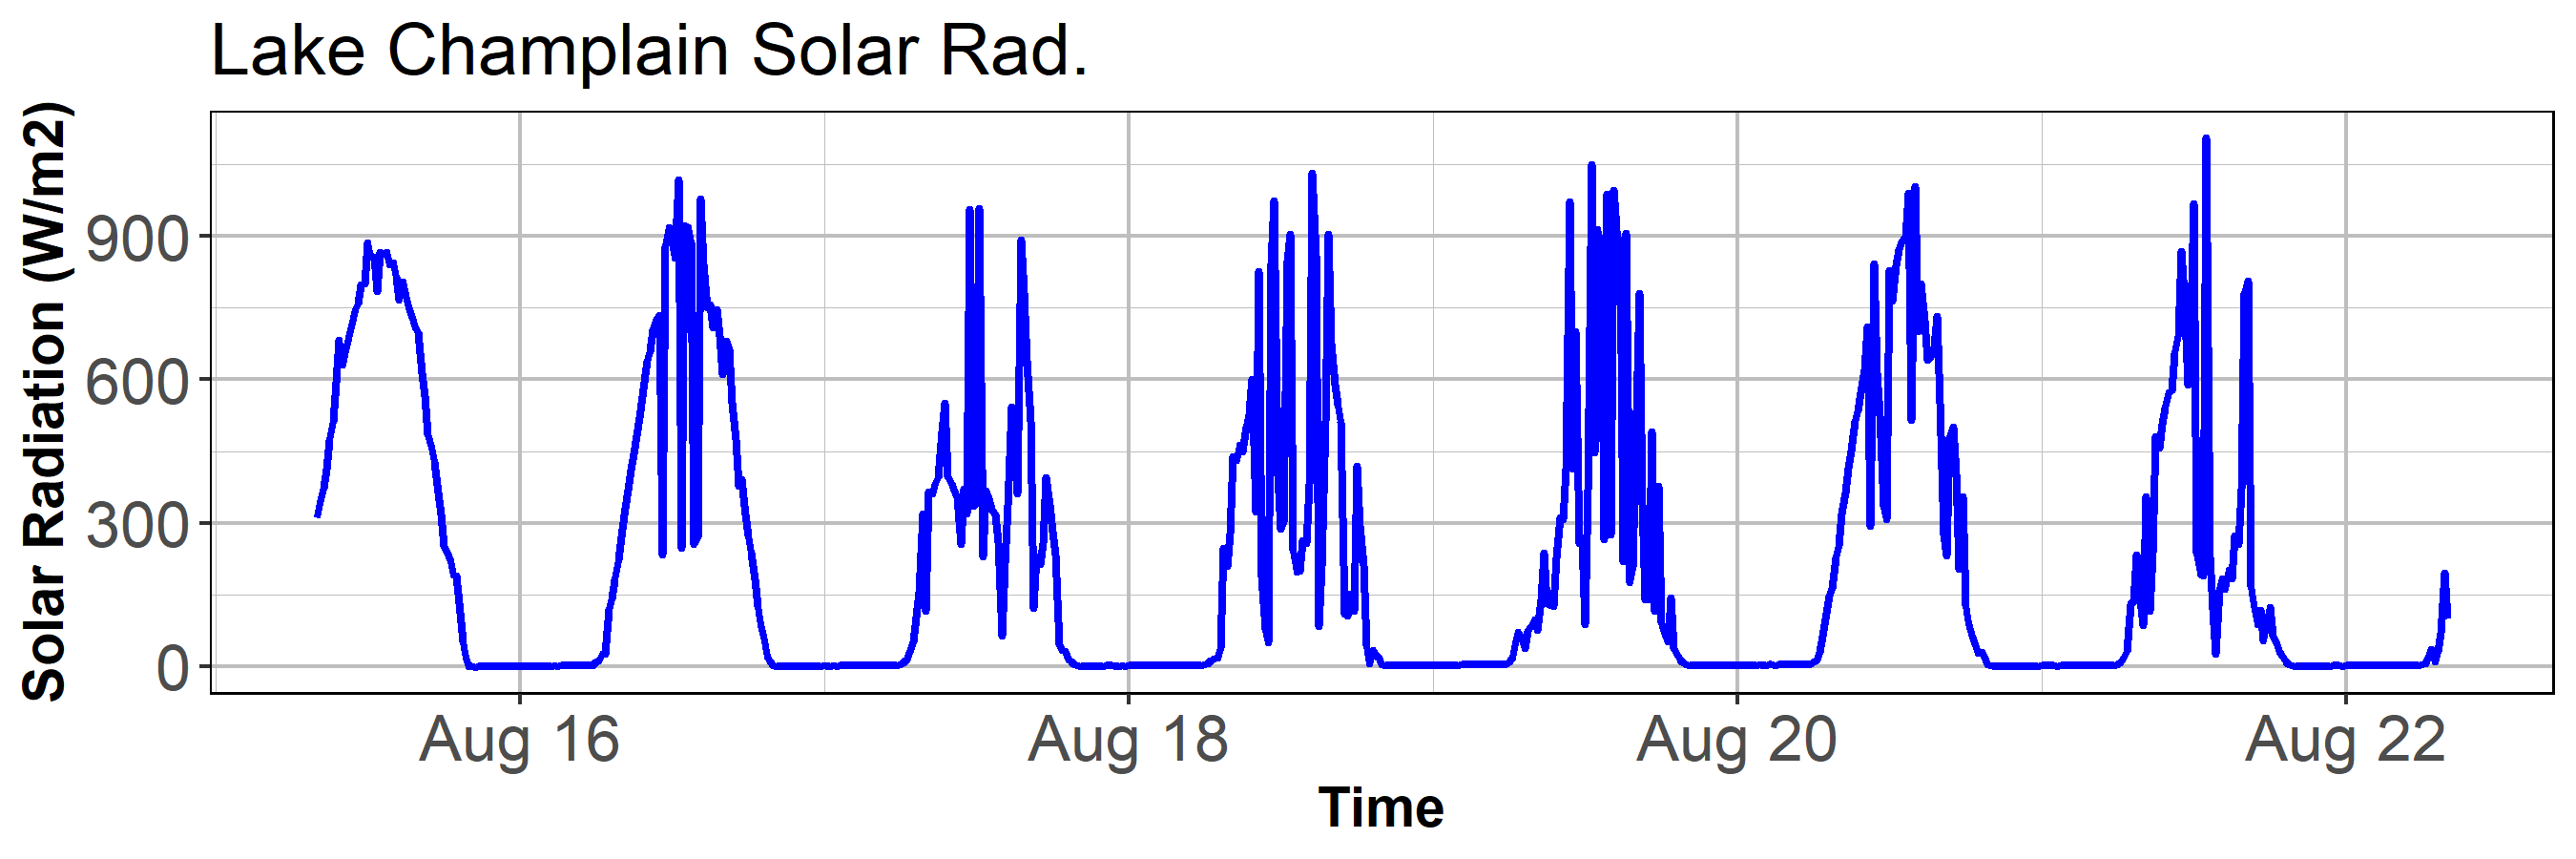 Lake Champlain Solar Rad.
Solar Radiation (W/m2)
900
600
300
0
Aug 16 Aug 18 Aug 20 Aug 22
Time